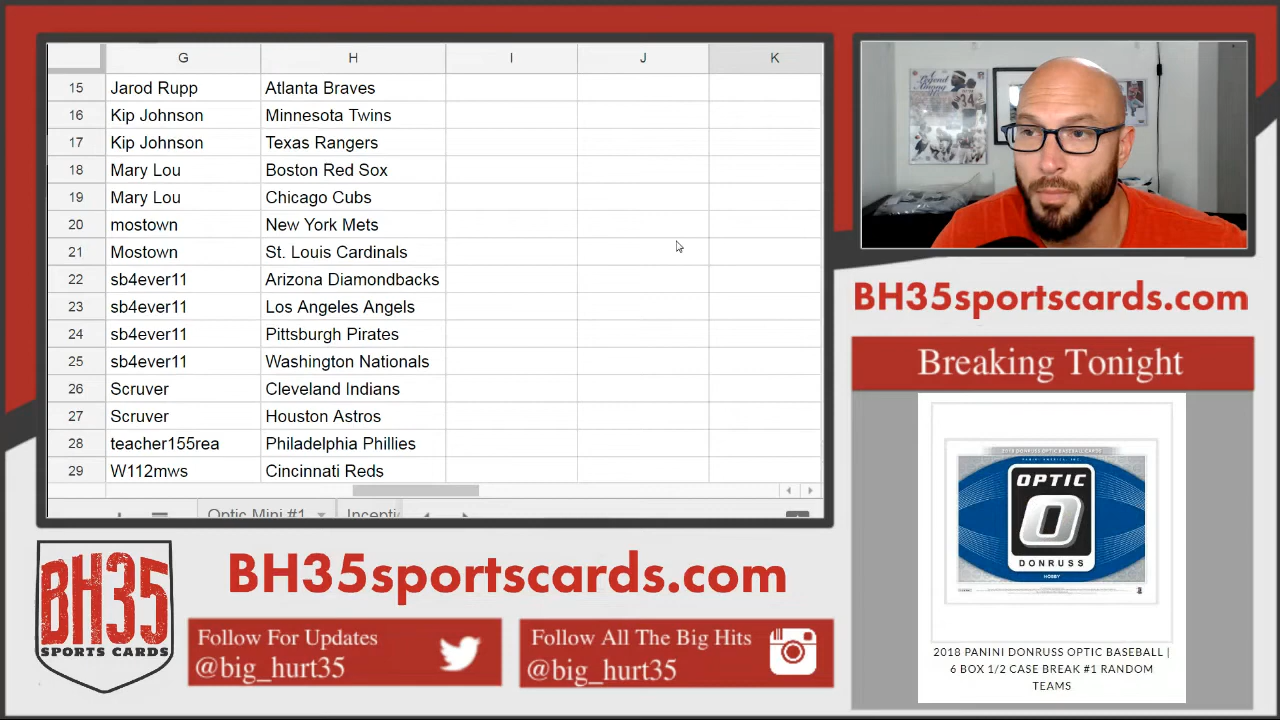 G H I J K
15 Jarod Rupp Atlanta Braves
16 Kip Johnson Minnesota Twins
17 Kip Johnson Texas Rangers
18 Mary Lou Boston Red Sox
19 Mary Lou Chicago Cubs
20 mostown New York Mets
21 Mostown St. Louis Cardinals
22 sb4ever11 Arizona Diamondbacks
23 sb4ever11 Los Angeles Angels
24 sb4ever11 Pittsburgh Pirates
25 sb4ever11 Washington Nationals
26 Scruver Cleveland Indians
27 Scruver Houston Astros
28 teacher155rea Philadelphia Phillies
29 W112mws Cincinnati Reds
Optic Mini #1
34
BH35sportscards.com
Breaking Tonight
OPTIC
DONRUSS
HOBBY
2018 PANINI DONRUSS OPTIC BASEBALL |
6 BOX 1/2 CASE BREAK #1 RANDOM
TEAMS
BH35
SPORTS CARDS
BH35sportscards.com
Follow For Updates
@big_hurt35
Follow All The Big Hits
@big_hurt35